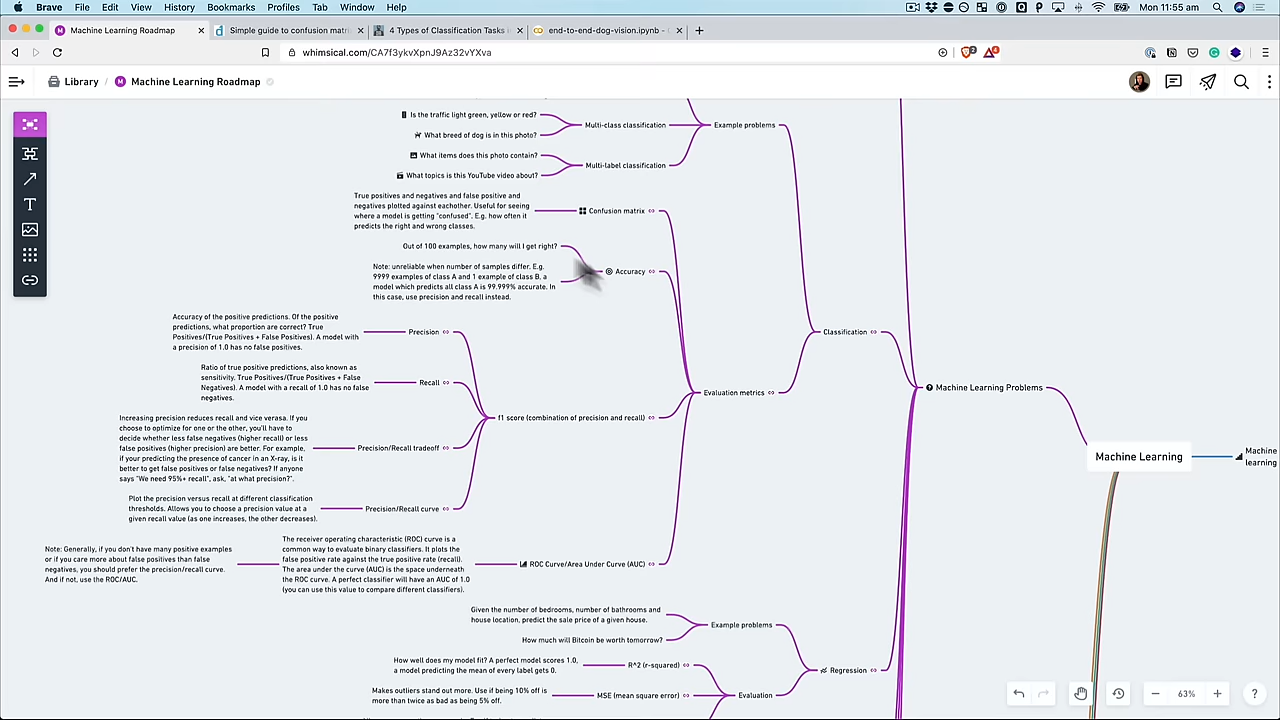 Brave File Edit View History Bookmarks Profiles Tab Window Help Mon 11:55 am
Machine Learning Roadmap
Simple guide to confusion matri
4 Types of Classification Tasks i
end-to-end-dog-vision.ipynb -
whimsical.com/CA7f3ykvXpnJ9Az32vYXva
Library / Machine Learning Roadmap
Is the traffic light green, yellow or red?
What breed of dog is in this photo?
Multi-class classification
What items does this photo contain?
What topics is this YouTube video about?
Multi-label classification
Example problems
True positives and negatives and false positive and
negatives plotted against eachother. Useful for seeing
where a model is getting "confused". E.g. how often it
predicts the right and wrong classes.
Confusion matrix
Out of 100 examples, how many will I get right?
Note: unreliable when number of samples differ. E.g.
9999 examples of class A and 1 example of class B, a
model which predicts all class A is 99.999% accurate. In
this case, use precision and recall instead.
Accuracy
Accuracy of the positive predictions. Of the positive
predictions, what proportion are correct? True
Positives/(True Positives + False Positives). A model with
a precision of 1.0 has no false positives.
Precision
Ratio of true positive predictions, also known as
sensitivity. True Positives/(True Positives + False
Negatives). A model with a recall of 1.0 has no false
negatives.
Recall
Increasing precision reduces recall and vice verasa. If you
choose to optimize for one or the other, you'll have to
decide whether less false negatives (higher recall) or less
false positives (higher precision) are better. For example,
if your predicting the presence of cancer in an X-ray, is it
better to get false positives or false negatives? If anyone
says "We need 95%+ recall", ask, "at what precision?".
Precision/Recall tradeoff
Plot the precision versus recall at different classification
thresholds. Allows you to choose a precision value at a
given recall value (as one increases, the other decreases).
Precision/Recall curve
f1 score (combination of precision and recall)
Note: Generally, if you don't have many positive examples
or if you care more about false positives than false
negatives, you should prefer the precision/recall curve.
And if not, use the ROC/AUC.
The receiver operating characteristic (ROC) curve is a
common way to evaluate binary classifiers. It plots the
false positive rate against the true positive rate (recall).
The area under the curve (AUC) is the space underneath
the ROC curve. A perfect classifier will have an AUC of 1.0
(you can use this value to compare different classifiers).
ROC Curve/Area Under Curve (AUC)
Evaluation metrics
Classification
Given the number of bedrooms, number of bathrooms and
house location, predict the sale price of a given house.
How much will Bitcoin be worth tomorrow?
Example problems
How well does my model fit? A perfect model scores 1.0,
a model predicting the mean of every label gets 0.
R^2 (r-squared)
Makes outliers stand out more. Use if being 10% off is
more than twice as bad as being 5% off.
MSE (mean square error)
Evaluation
Regression
Machine Learning Problems
Machine Learning
Machine
learning
63%